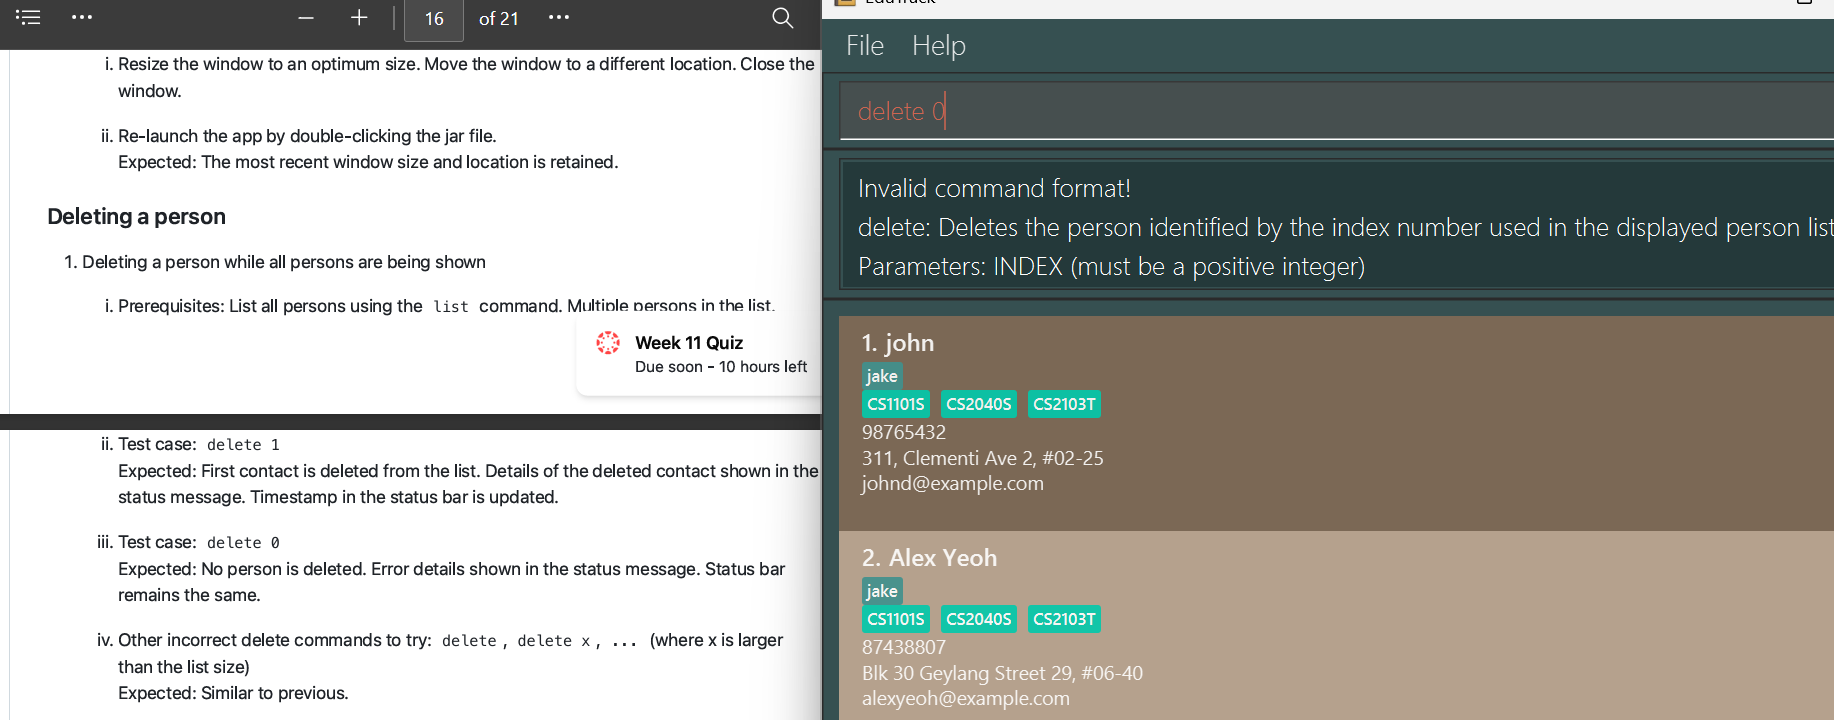 16 of 21
i. Resize the window to an optimum size. Move the window to a different location. Close the
window.
ii. Re-launch the app by double-clicking the jar file.
Expected: The most recent window size and location is retained.
Deleting a person
1. Deleting a person while all persons are being shown
i. Prerequisites: List all persons using the list command. Multiple persons in the list.
Week 11 Quiz
Due soon - 10 hours left
ii. Test case: delete 1
Expected: First contact is deleted from the list. Details of the deleted contact shown in the
status message. Timestamp in the status bar is updated.
iii. Test case: delete 0
Expected: No person is deleted. Error details shown in the status message. Status bar
remains the same.
iv. Other incorrect delete commands to try: delete, delete x, ... (where x is larger
than the list size)
Expected: Similar to previous.
EduTrack
File Help
delete 0
Invalid command format!
delete: Deletes the person identified by the index number used in the displayed person list
Parameters: INDEX (must be a positive integer)
1. john
jake
CS1101S CS2040S CS2103T
98765432
311, Clementi Ave 2, #02-25
johnd@example.com
2. Alex Yeoh
jake
CS1101S CS2040S CS2103T
87438807
Blk 30 Geylang Street 29, #06-40
alexyeoh@example.com